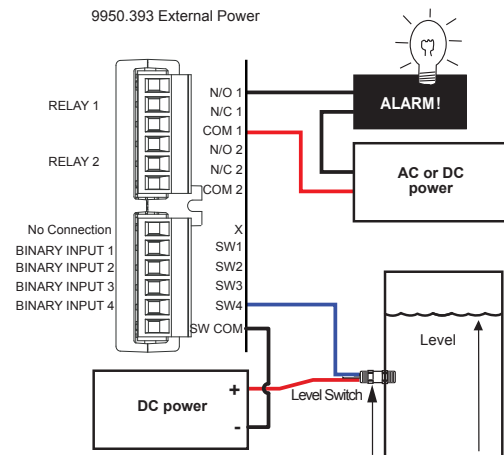 9950.393 External Power
RELAY 1
RELAY 2
N/O 1
N/C 1
COM 1
N/O 2
N/C 2
COM 2
ALARM!
AC or DC
power
No Connection
BINARY INPUT 1
BINARY INPUT 2
BINARY INPUT 3
BINARY INPUT 4
X
SW1
SW2
SW3
SW4
SW COM
Level
Level Switch
DC power
+
-